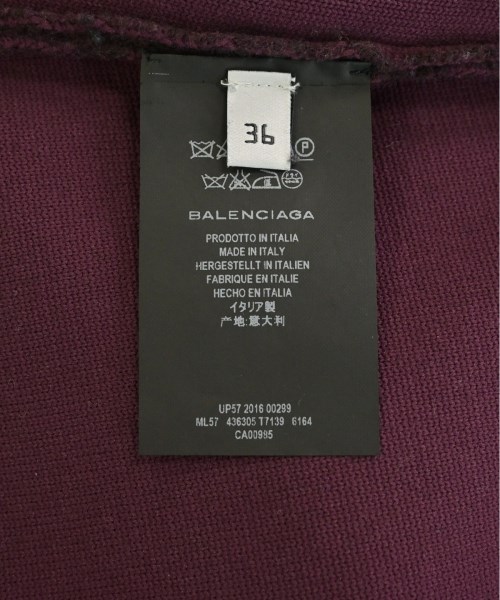 36
P
BALENCIAGA
PRODOTTO IN ITALIA
MADE IN ITALY
HERGESTELLT IN ITALIEN
FABRIQUE EN ITALIE
HECHO EN ITALIA
イタリア製
产地:意大利
UP57 2016 00299
ML57 436305 T7139 6164
CA00985